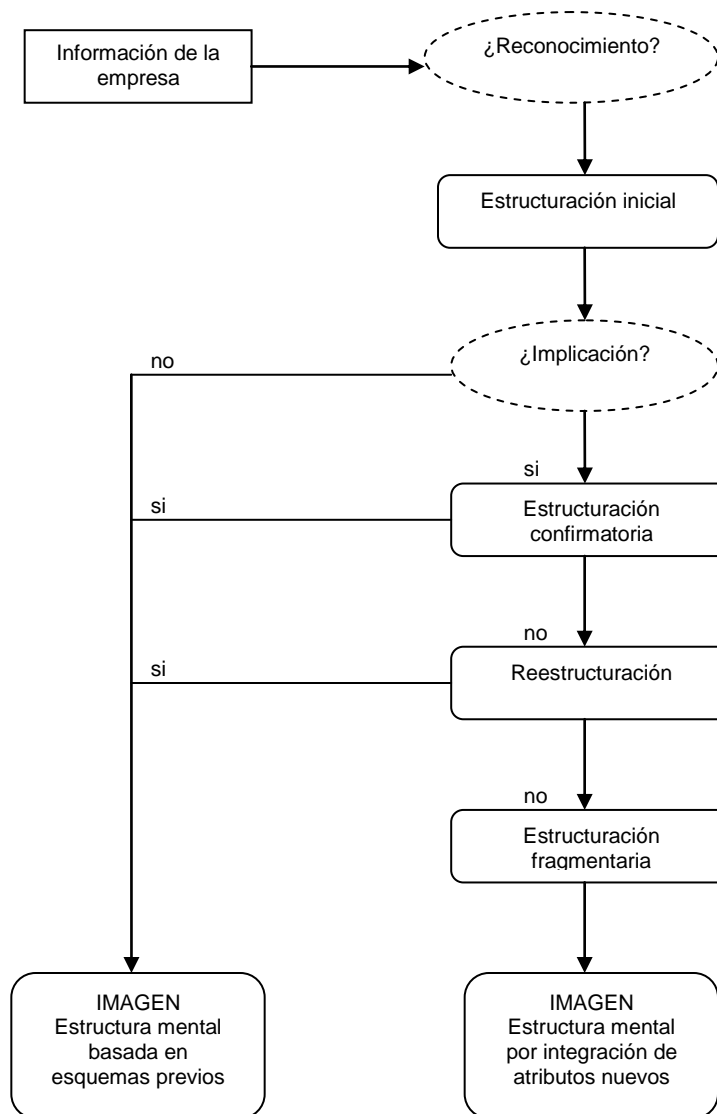 Información de la
empresa
¿Reconocimiento?
Estructuración inicial
¿Implicación?
no
si
Estructuración
confirmatoria
si
no
Reestructuración
si
no
Estructuración
fragmentaria
IMAGEN
Estructura mental
basada en
esquemas previos
IMAGEN
Estructura mental
por integración de
atributos nuevos